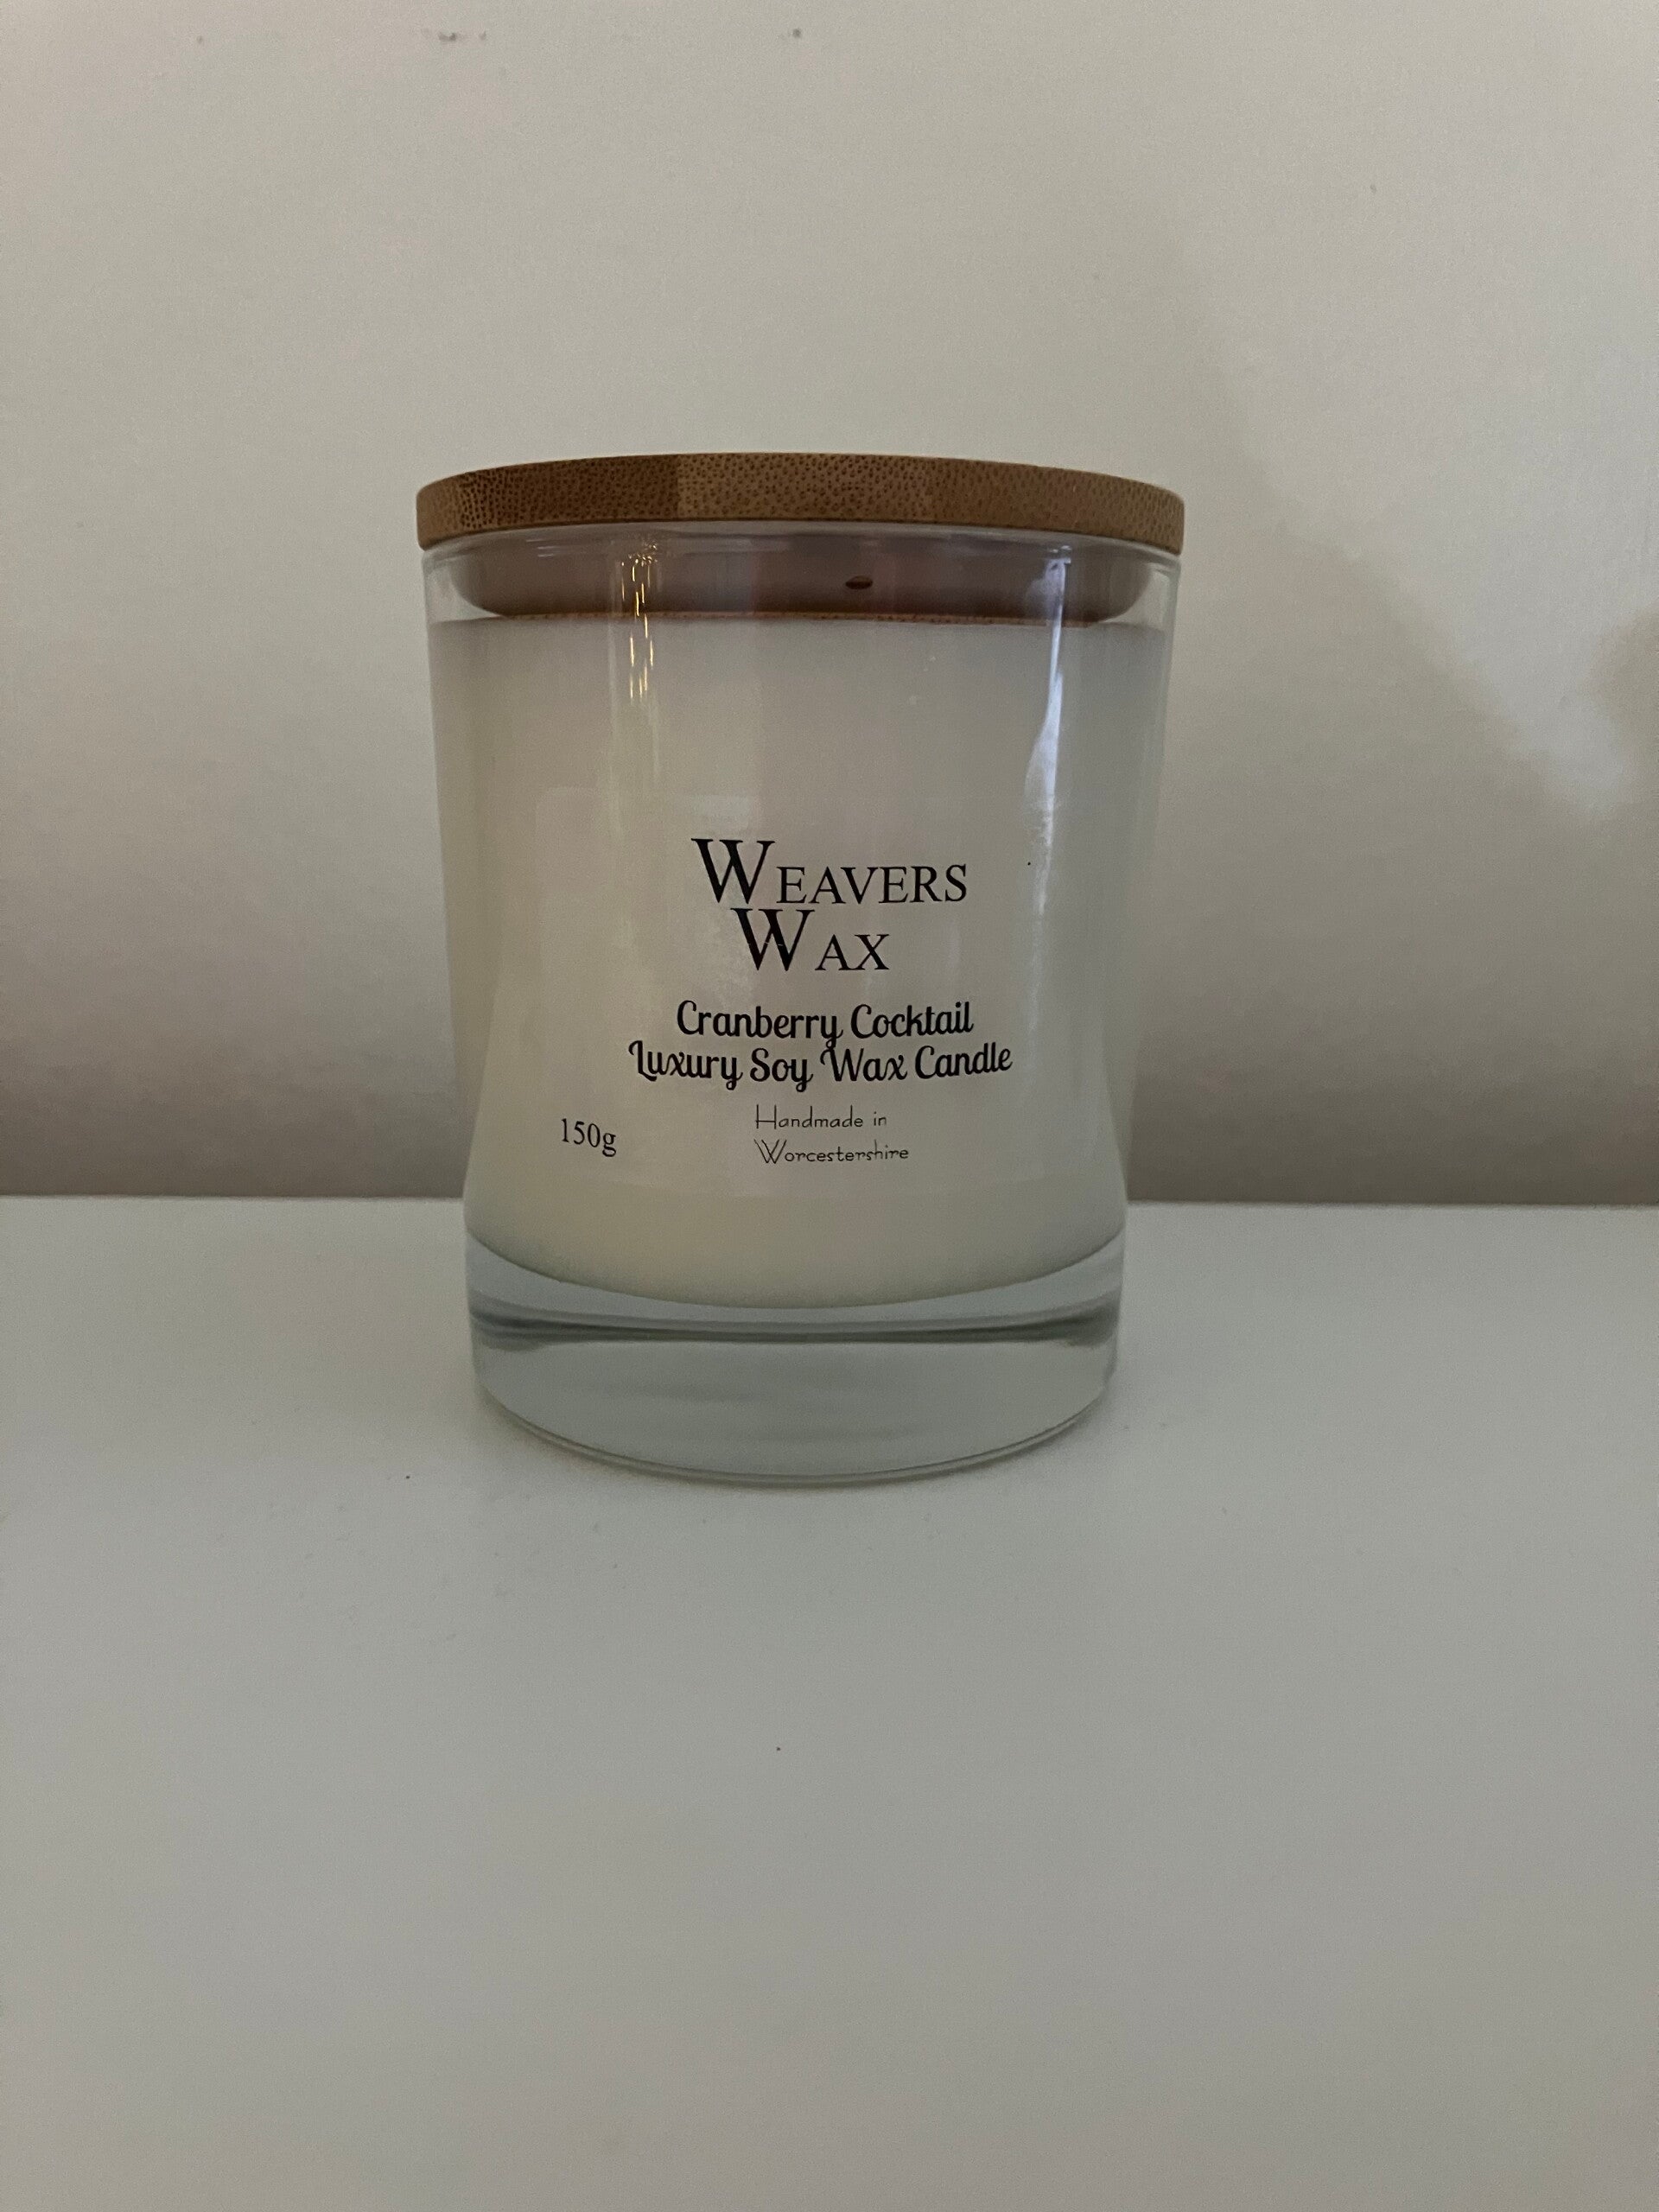 WEAVERS
WAX
Cranberry Cocktail
Luxury Soy Wax Candle
Handmade in
Worcestershire
150g